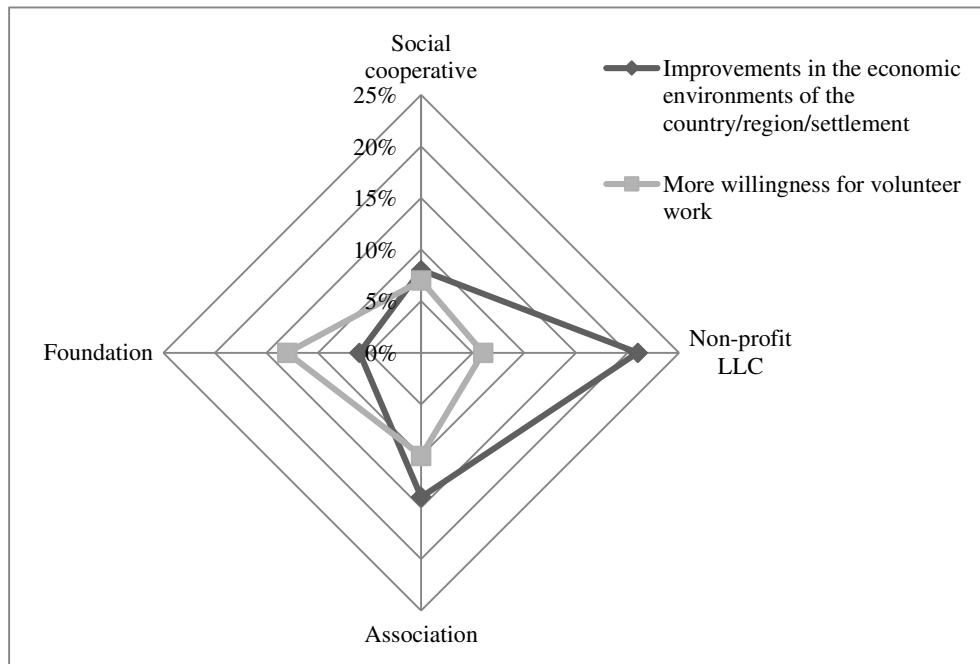 Social
cooperative
25%
20%
15%
10%
5%
0%
Improvements in the economic
environments of the
country/region/settlement
More willingness for volunteer
work
Foundation
Non-profit
LLC
Association